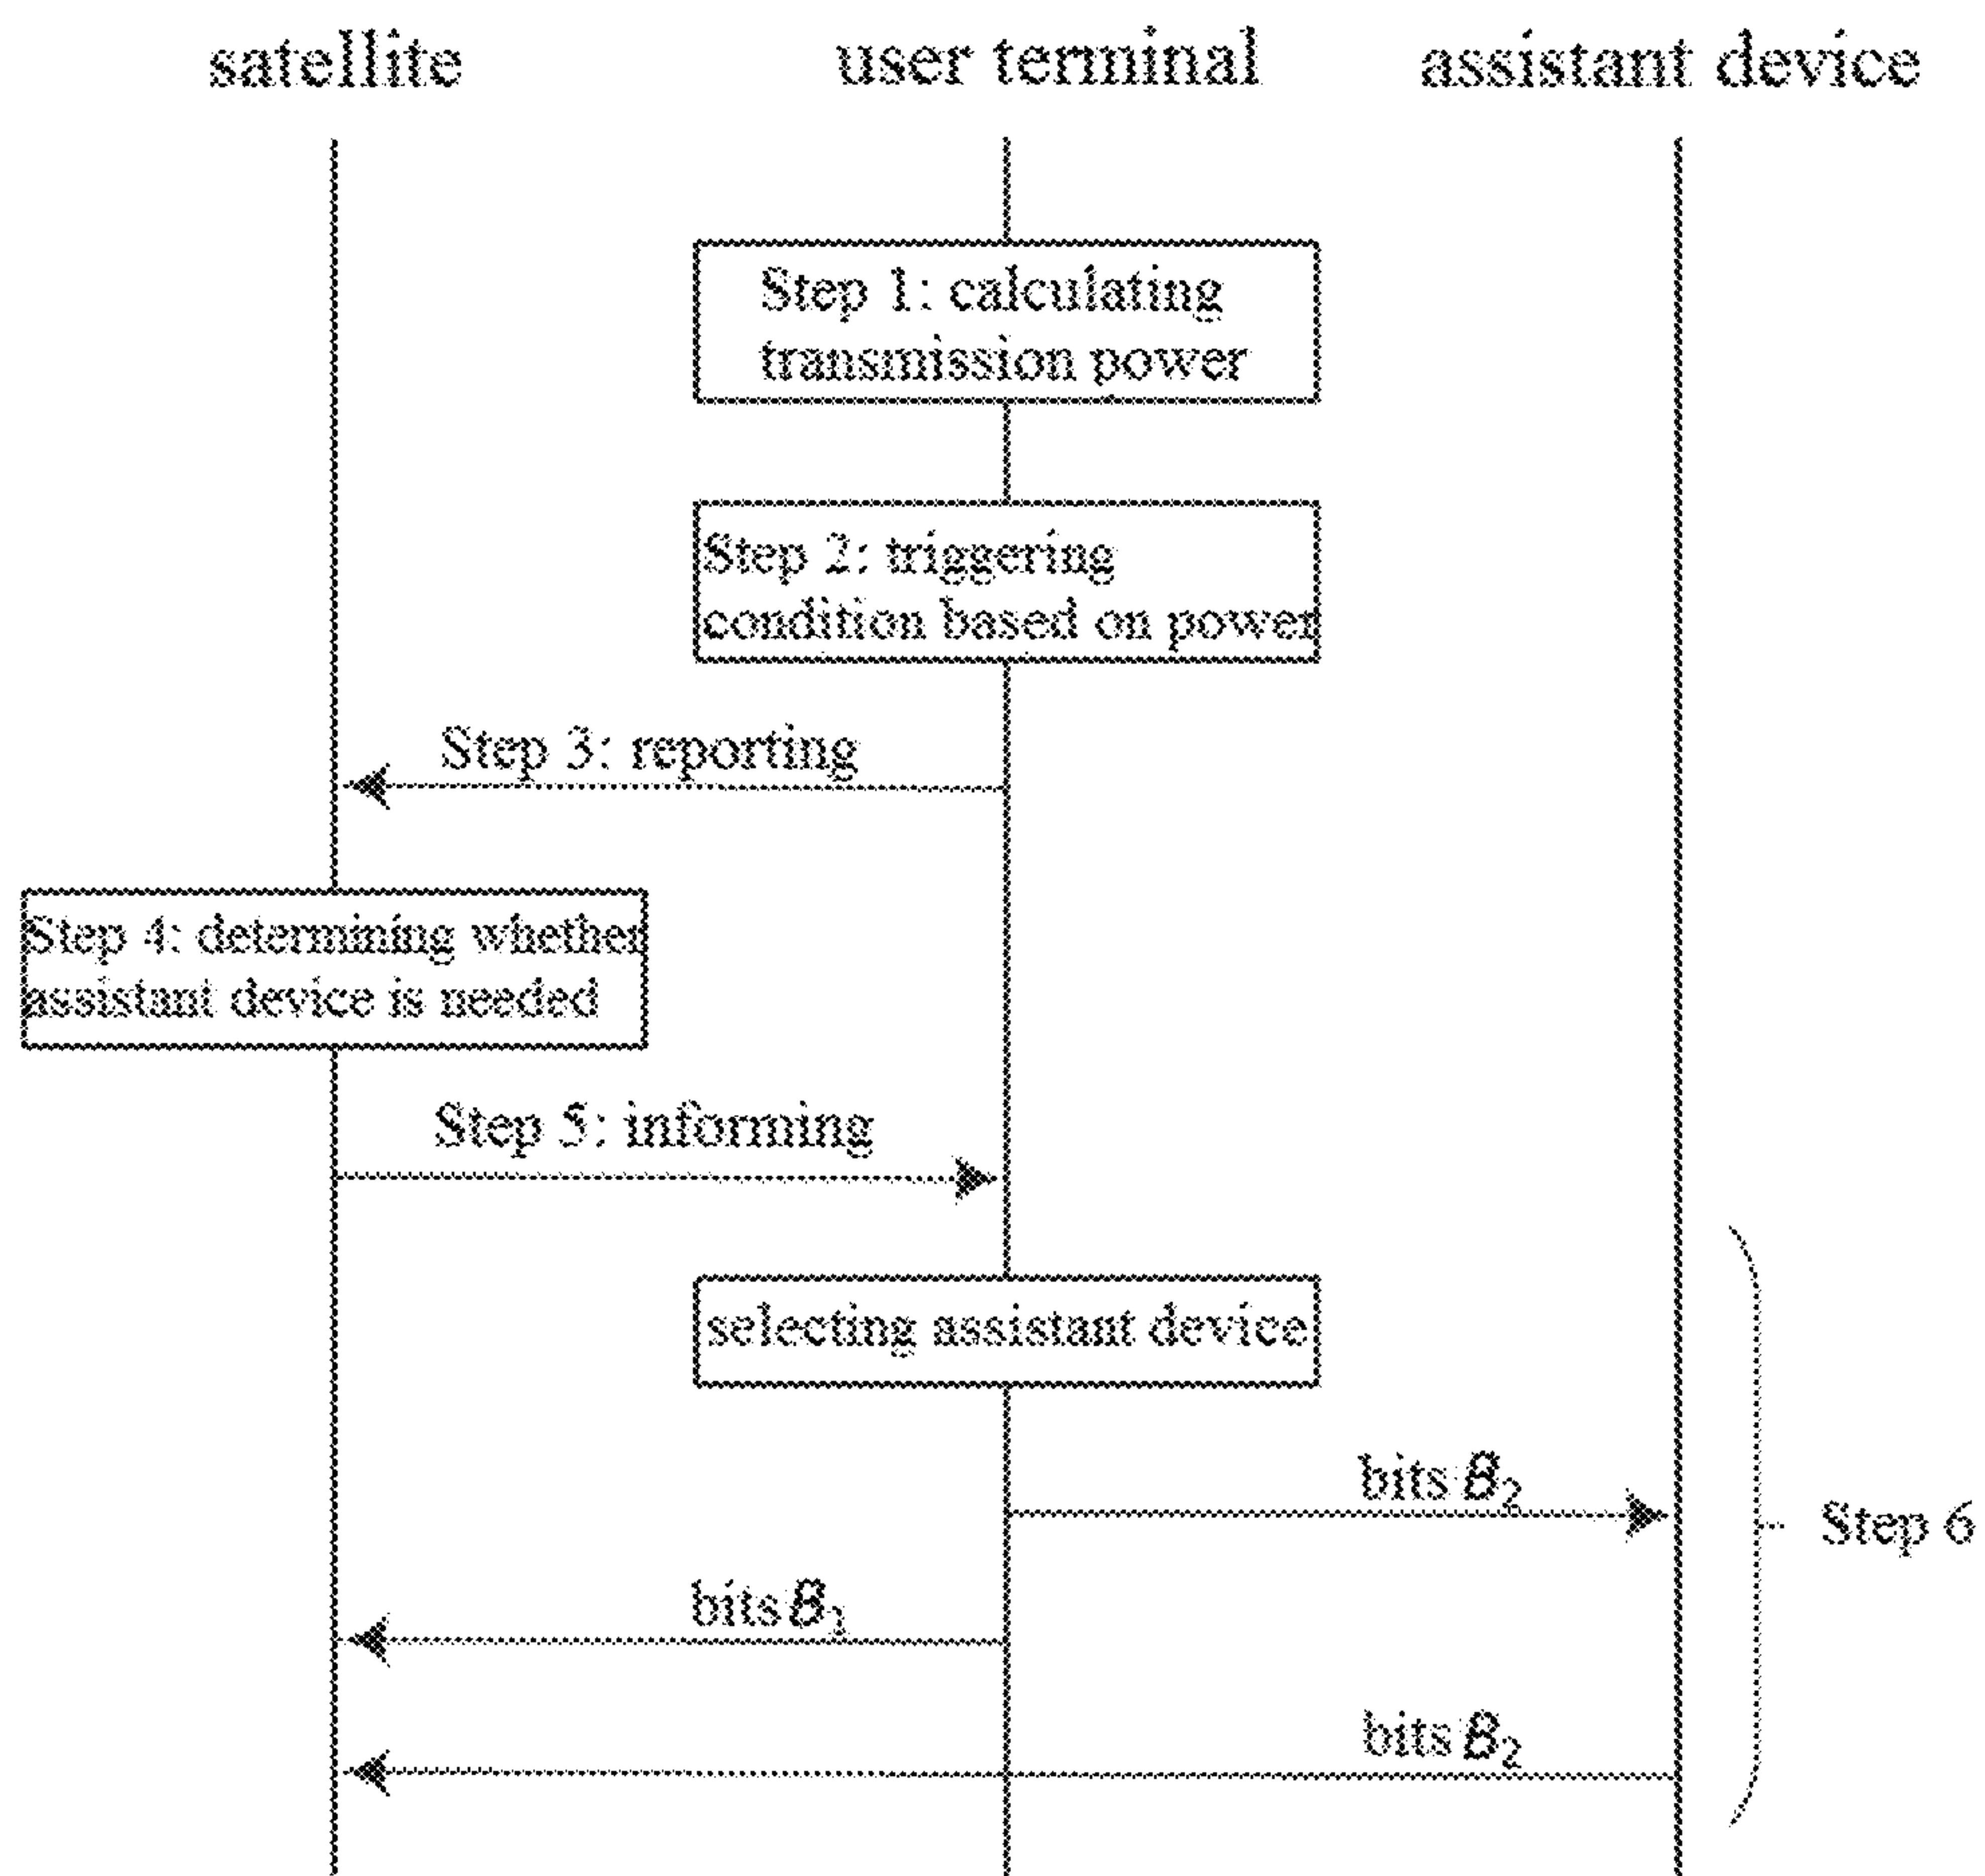 satellite user terminal assistant device
Step 1: calculating
transmission power
Step 2: triggering
condition based on power
Step 3: reporting
Step 4: determining whether
assistant device is needed
Step 5: informing
selecting assistant device
bits B₂
Step 6
bits B₁
bits B₂